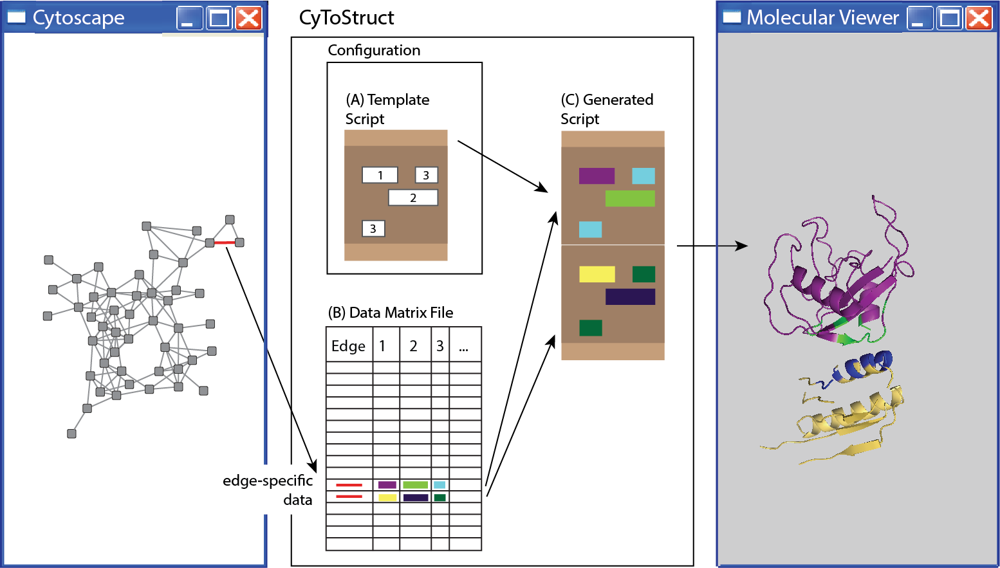 Cytoscape
CyToStruct
Molecular Viewer
Configuration
(A) Template
Script
1
3
2
3
(C) Generated
Script
(B) Data Matrix File
Edge 1 2 3 ...
edge-specific
data